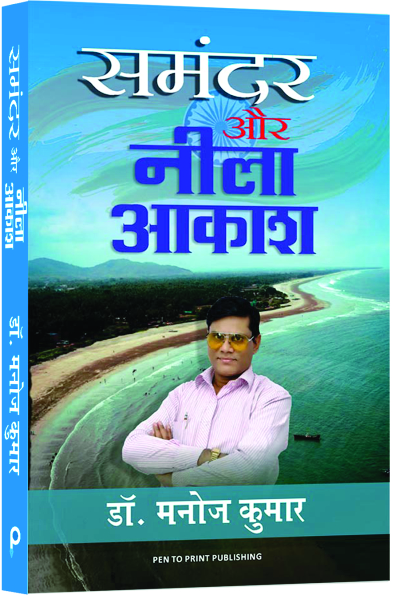 समंदर
और
नीला
आकाश
डॉ. मनोज कुमार
PEN TO PRINT PUBLISHING
समंदर और नीला आकाश
डॉ. मनोज कुमार